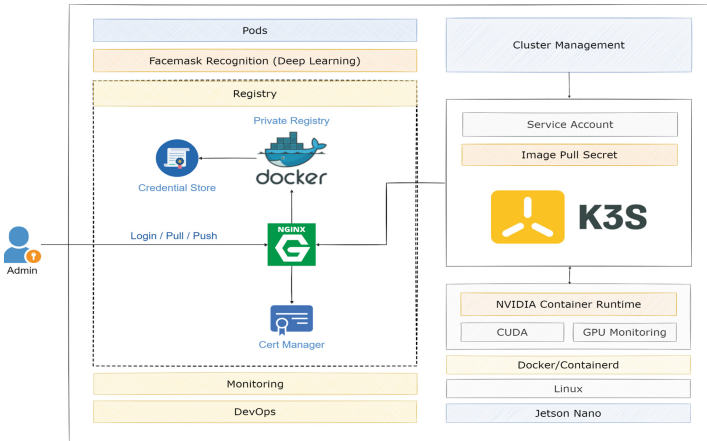 Pods
Facemask Recognition (Deep Learning)
Registry
Private Registry
docker
Credential Store
Login / Pull / Push
NGINX
G
Admin
Cert Manager
Monitoring
DevOps
Cluster Management
Service Account
Image Pull Secret
K3S
NVIDIA Container Runtime
CUDA
GPU Monitoring
Docker/Containerd
Linux
Jetson Nano